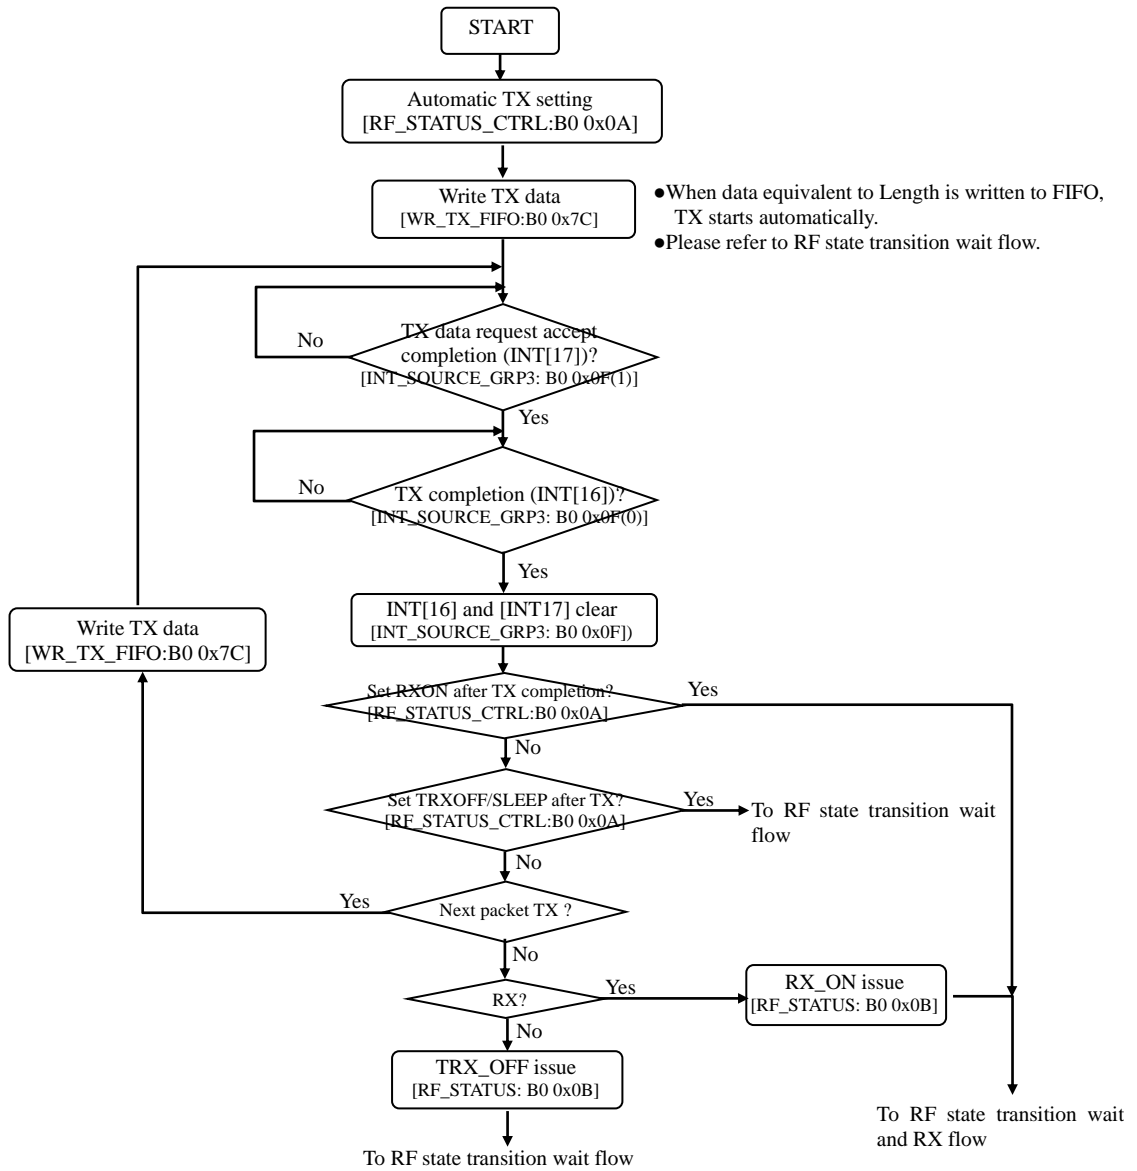 START
Automatic TX setting
[RF_STATUS_CTRL:B0 0x0A]
Write TX data
[WR_TX_FIFO:B0 0x7C]
●When data equivalent to Length is written to FIFO,
TX starts automatically.
●Please refer to RF state transition wait flow.
No
TX data request accept
completion (INT[17])?
[INT_SOURCE_GRP3: B0 0x0F(1)]
Yes
No
TX completion (INT[16])?
[INT_SOURCE_GRP3: B0 0x0F(0)]
Yes
INT[16] and [INT17] clear
[INT_SOURCE_GRP3: B0 0x0F])
Write TX data
[WR_TX_FIFO:B0 0x7C]
Set RXON after TX completion?
[RF_STATUS_CTRL:B0 0x0A]
Yes
No
Set TRXOFF/SLEEP after TX?
[RF_STATUS_CTRL:B0 0x0A]
Yes
To RF state transition wait
flow
No
Yes
Next packet TX ?
No
RX?
Yes
RX_ON issue
[RF_STATUS: B0 0x0B]
No
TRX_OFF issue
[RF_STATUS: B0 0x0B]
To RF state transition wait
and RX flow
To RF state transition wait flow